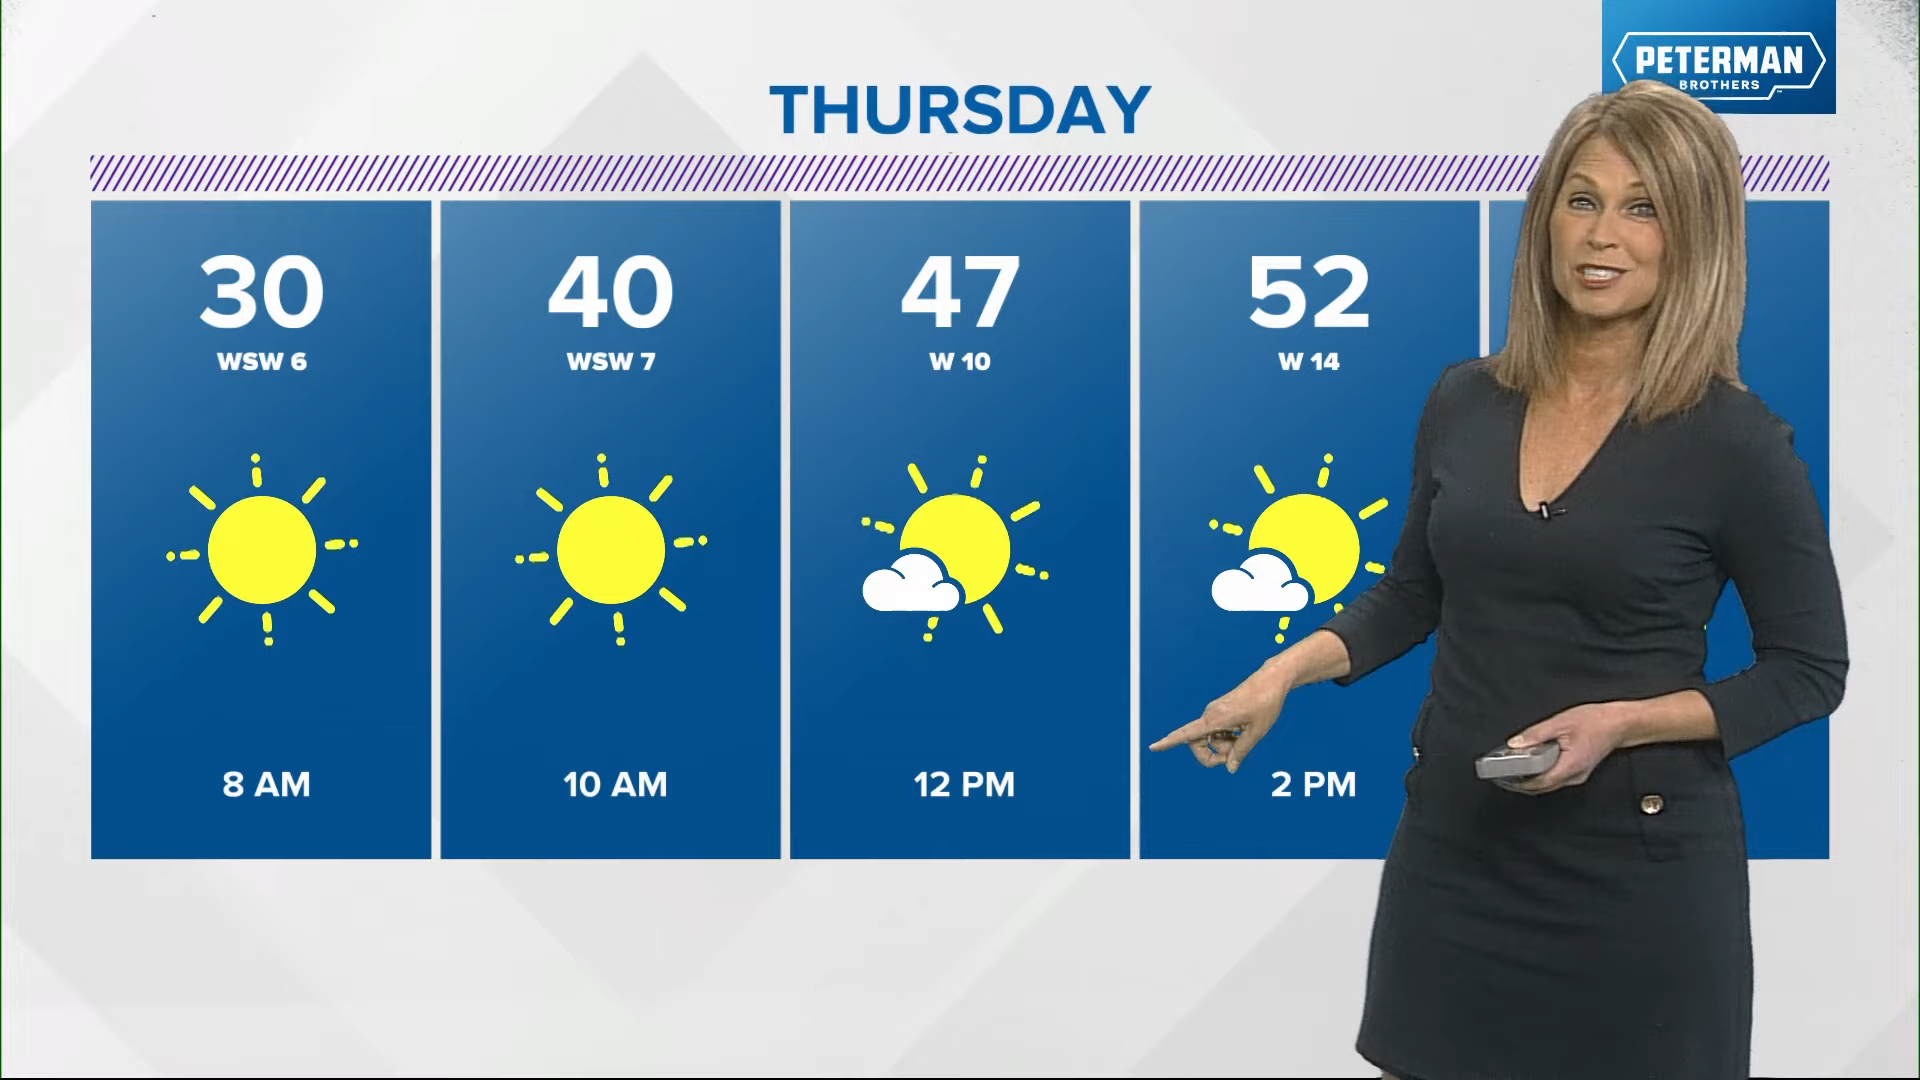 PETERMAN
BROTHERS
THURSDAY
30
WSW 6
8 AM
40
WSW 7
10 AM
47
W 10
12 PM
52
W 14
2 PM